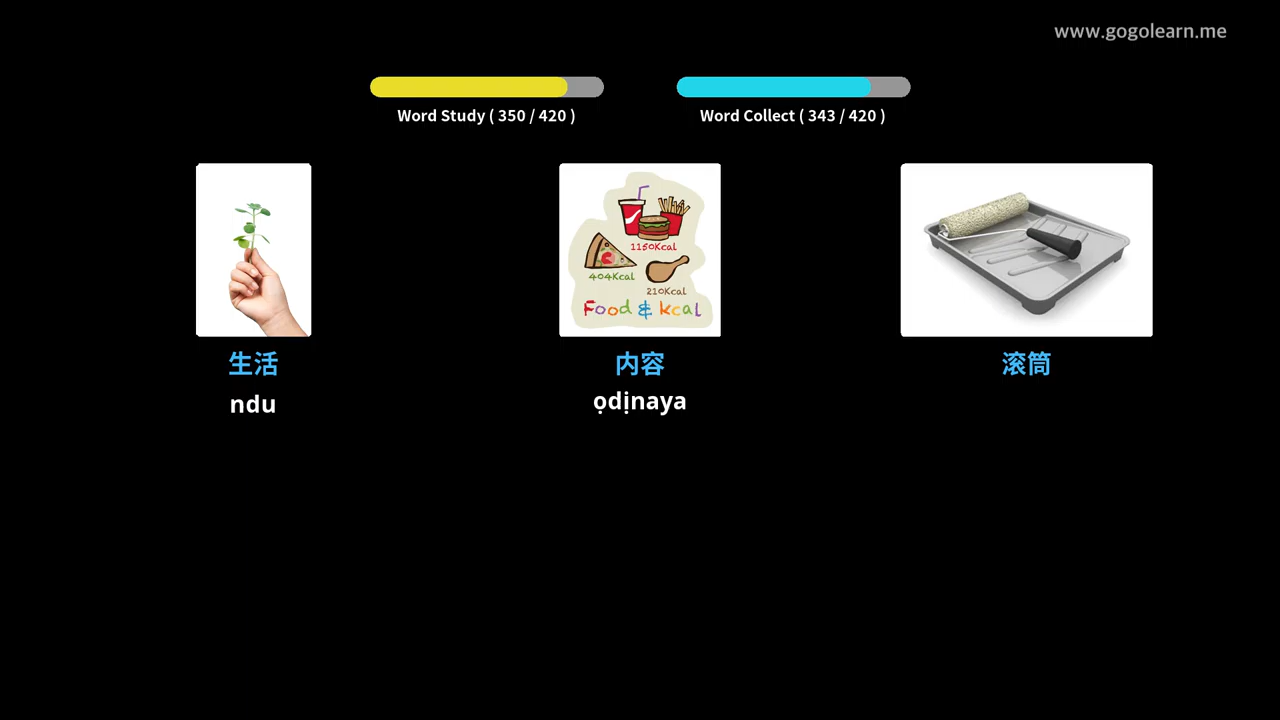 www.gogolearn.me
Word Study ( 350 / 420 )
Word Collect ( 343 / 420 )
1150Kcal
404Kcal
210Kcal
Food & kcal
生活
内容
滚筒
ndu
ọdịnaya